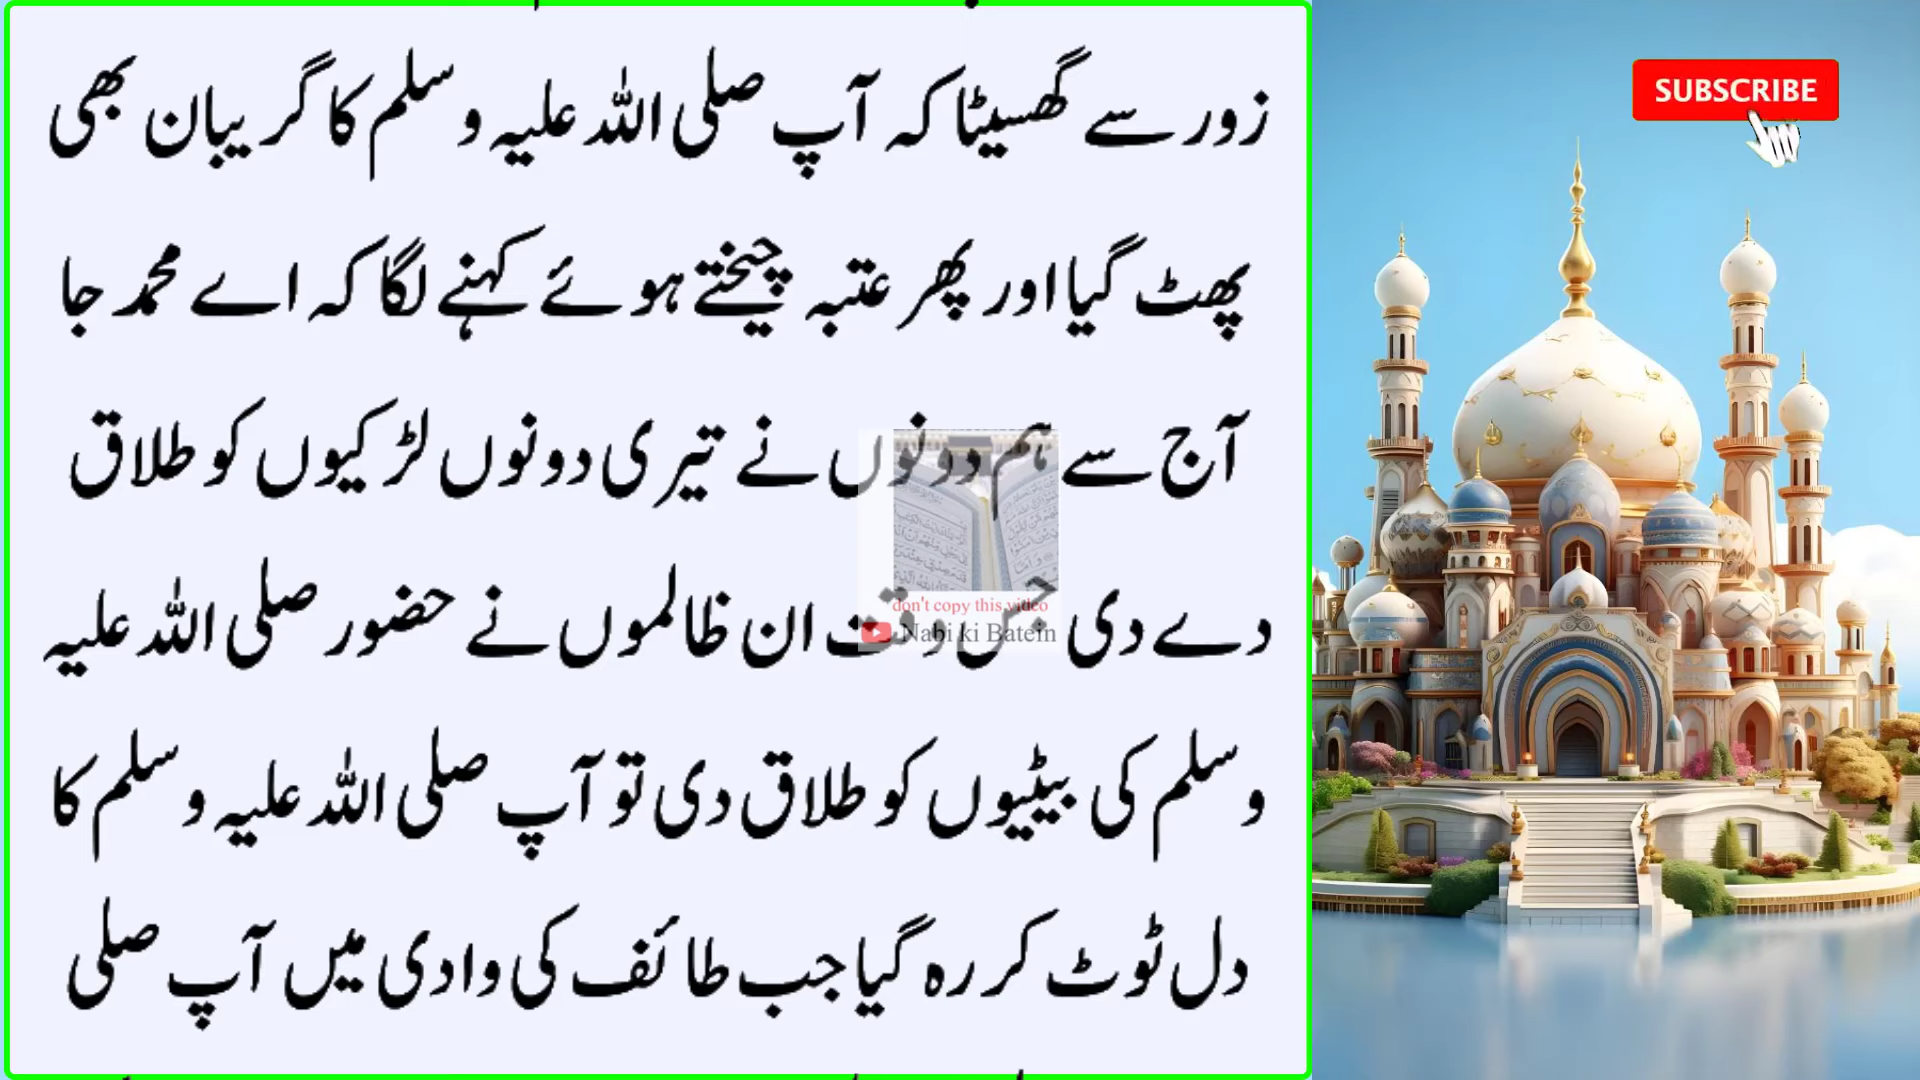 زور سے گھسیٹا کہ آپ صلی اللہ علیہ وسلم کا گریبان بھی
پھٹ گیا اور پھر عتبہ چیختے ہوئے کہنے لگا کہ اے محمد جا
آج سے ہم دونوں نے تیری دونوں لڑکیوں کو طلاق
دے دی جس وقت ان ظالموں نے حضور صلی اللہ علیہ
وسلم کی بیٹیوں کو طلاق دی تو آپ صلی اللہ علیہ وسلم کا
دل ٹوٹ کر رہ گیا جب طائف کی وادی میں آپ صلی
SUBSCRIBE
don't copy this video
Nabi ki Batein